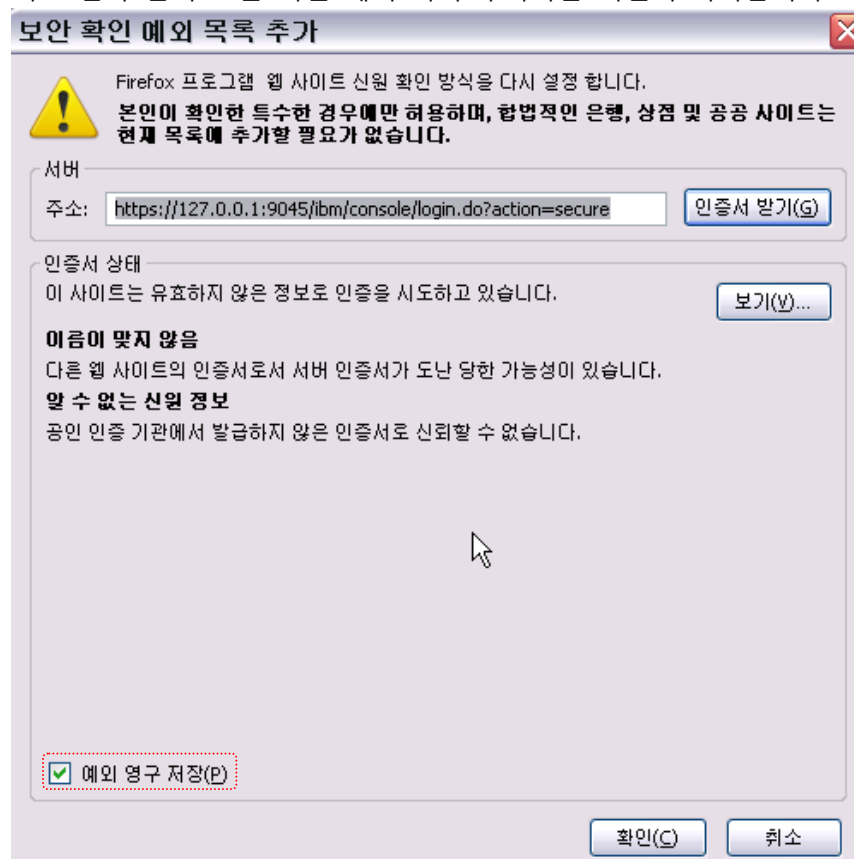 보안 확인 예외 목록 추가
Firefox 프로그램 웹 사이트 신원 확인 방식을 다시 설정 합니다.
본인이 확인한 특수한 경우에만 허용하며, 합법적인 은행, 상점 및 공공 사이트는
현재 목록에 추가할 필요가 없습니다.
서버
주소: https://127.0.0.1:9045/ibm/console/login.do?action=secure 인증서 받기(G)
인증서 상태
이 사이트는 유효하지 않은 정보로 인증을 시도하고 있습니다. 보기(V)...
이름이 맞지 않음
다른 웹 사이트의 인증서로서 서버 인증서가 도난 당한 가능성이 있습니다.
알 수 없는 신원 정보
공인 인증 기관에서 발급하지 않은 인증서로 신뢰할 수 없습니다.
예외 영구 저장(P)
확인(C) 취소